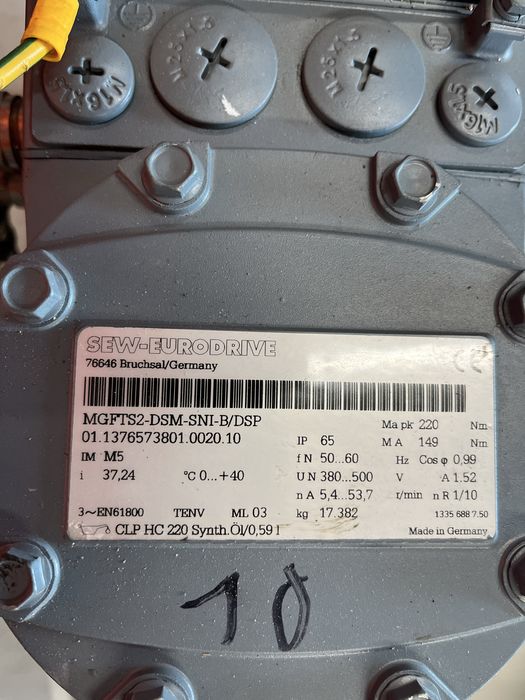 M16x1.5
M 25x1.5
M 25x1.5
M16x1.5
SEW-EURODRIVE
76646 Bruchsal/Germany
CE
MGFTS2-DSM-SNI-B/DSP
01.1376573801.0020.10 IP 65 Ma pk 220 Nm
M A 149 Nm
IM M5 f N 50...60 Hz Cos φ 0,99
i 37,24 °C 0...+40 U N 380...500 V A 1.52
n A 5,4...53,7 r/min n R 1/10
3~EN61800 TENV ML 03 kg 17.382 1335 688 7.50
CLP HC 220 Synth.Öl/0,59 l Made in Germany
10